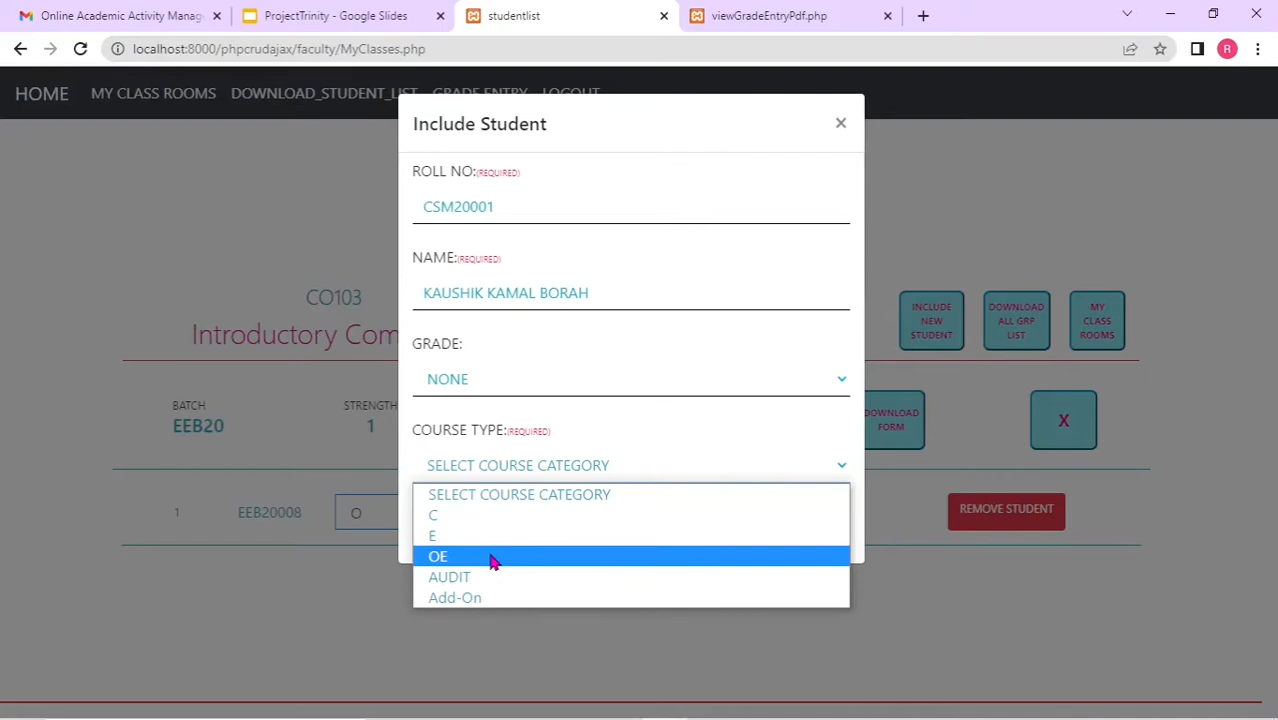 Online Academic Activity Manag
ProjectTrinity - Google Slides
studentlist
viewGradeEntryPdf.php
localhost:8000/phpcrudajax/faculty/MyClasses.php
R
HOME
MY CLASS ROOMS
DOWNLOAD_STUDENT_LIST
GRADE ENTRY
LOGOUT
Include Student
×
ROLL NO:(REQUIRED)
CSM20001
NAME:(REQUIRED)
KAUSHIK KAMAL BORAH
GRADE:
NONE
COURSE TYPE:(REQUIRED)
SELECT COURSE CATEGORY
SELECT COURSE CATEGORY
C
E
OE
AUDIT
Add-On
CO103
Introductory Com
INCLUDE
NEW
STUDENT
DOWNLOAD
ALL GRP
LIST
MY
CLASS
ROOMS
BATCH
EEB20
STRENGTH
1
DOWNLOAD
FORM
X
1
EEB20008
O
REMOVE STUDENT